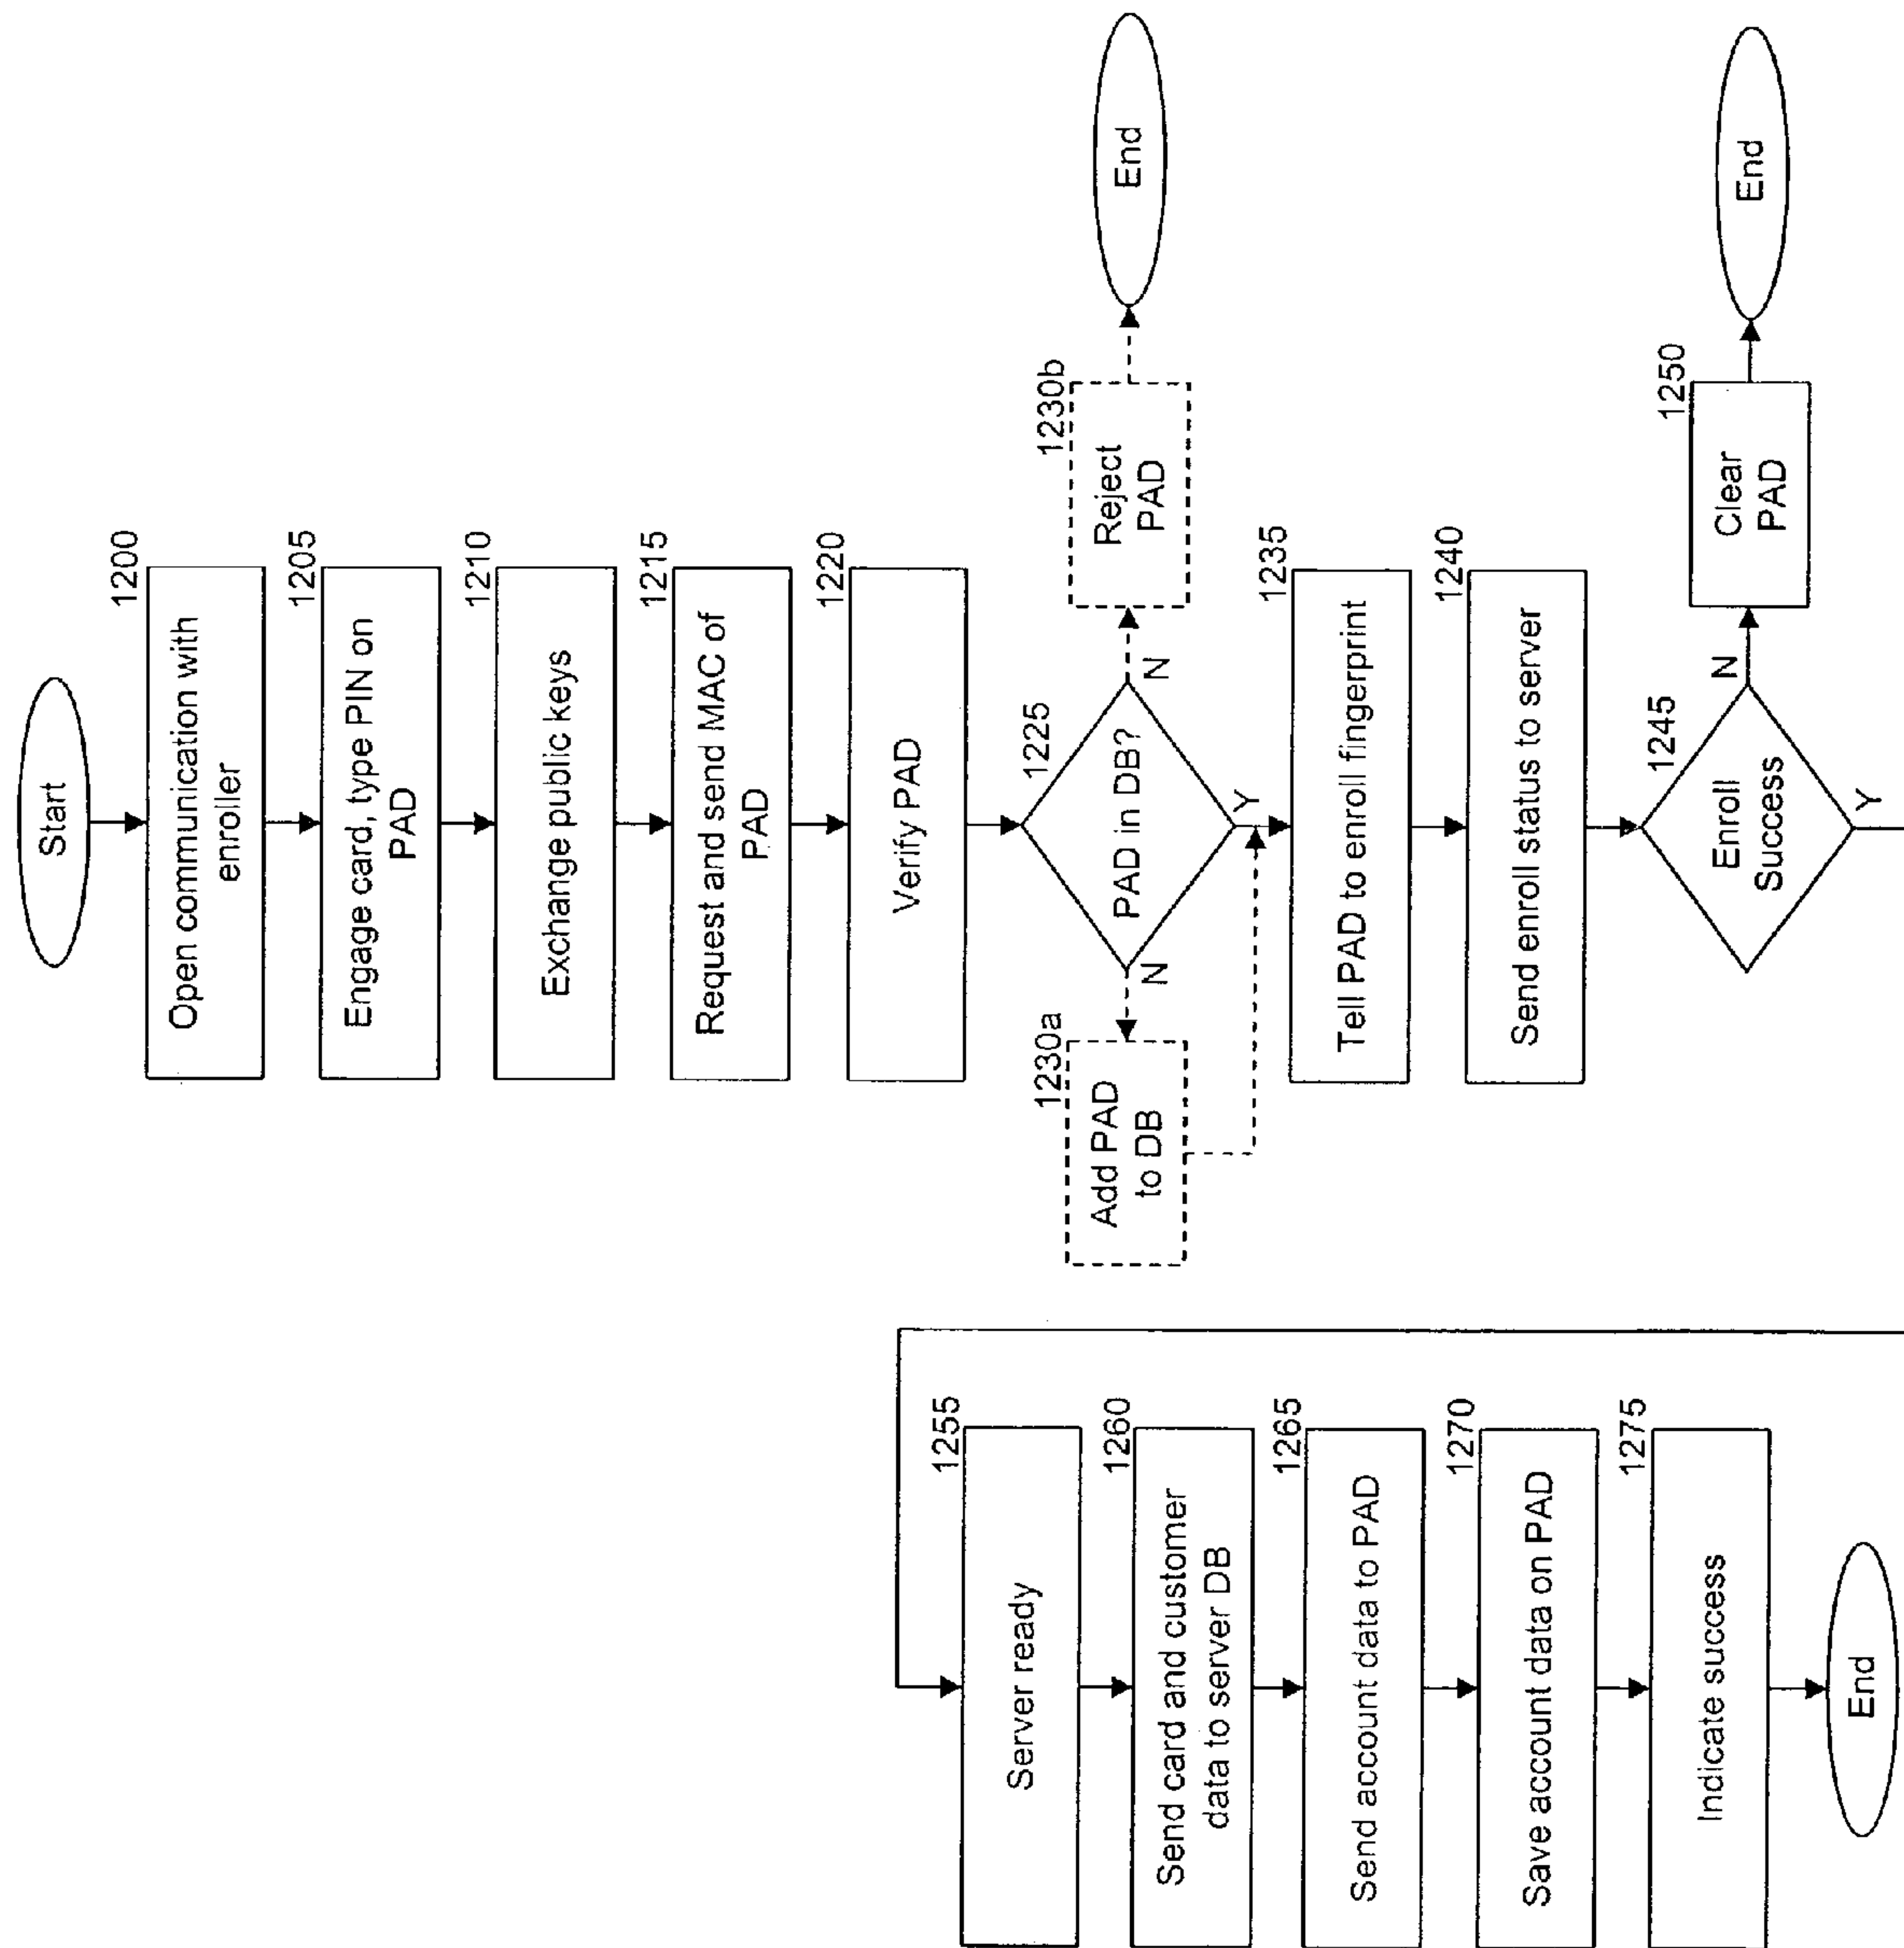 Start
1200
Open communication with
enroller
1205
Engage card, type PIN on
PAD
1210
Exchange public keys
1215
Request and send MAC of
PAD
1220
Verify PAD
1225
PAD in DB?
N
N
Y
1230a
Add PAD
to DB
1230b
Reject
PAD
End
1235
Tell PAD to enroll fingerprint
1240
Send enroll status to server
1245
Enroll
Success
N
Y
1250
Clear
PAD
End
1255
Server ready
1260
Send card and customer
data to server DB
1265
Send account data to PAD
1270
Save account data on PAD
1275
Indicate success
End